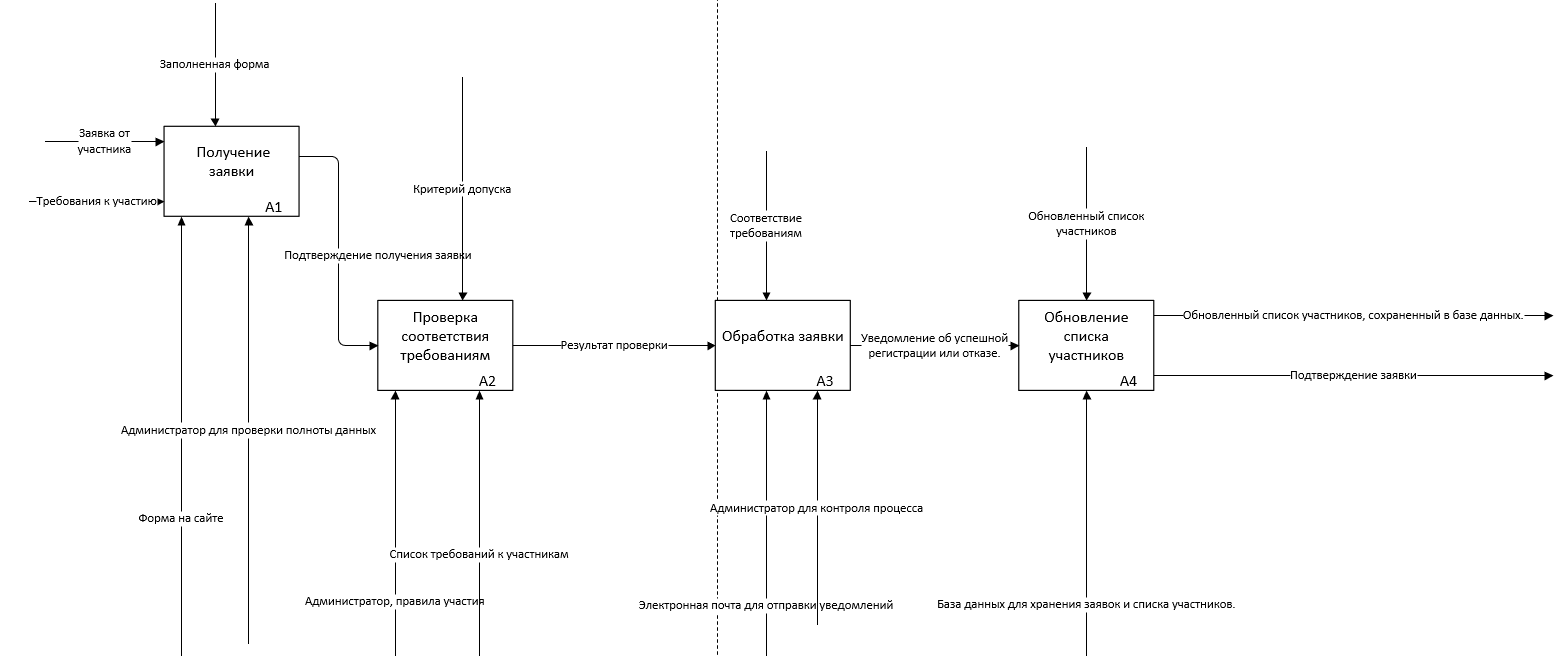 Заполненная форма
Заявка от
участника
Получение
заявки
Требования к участию
A1
Критерий допуска
Соответствие
требованиям
Обновленный список
участников
Подтверждение получения заявки
Проверка
соответствия
требованиям
A2
Результат проверки
Обработка заявки
A3
Уведомление об успешной
регистрации или отказе.
Обновление
списка
участников
A4
Обновленный список участников, сохраненный в базе данных.
Подтверждение заявки
Администратор для проверки полноты данных
Форма на сайте
Администратор для контроля процесса
Список требований к участникам
Администратор, правила участия
Электронная почта для отправки уведомлений
База данных для хранения заявок и списка участников.